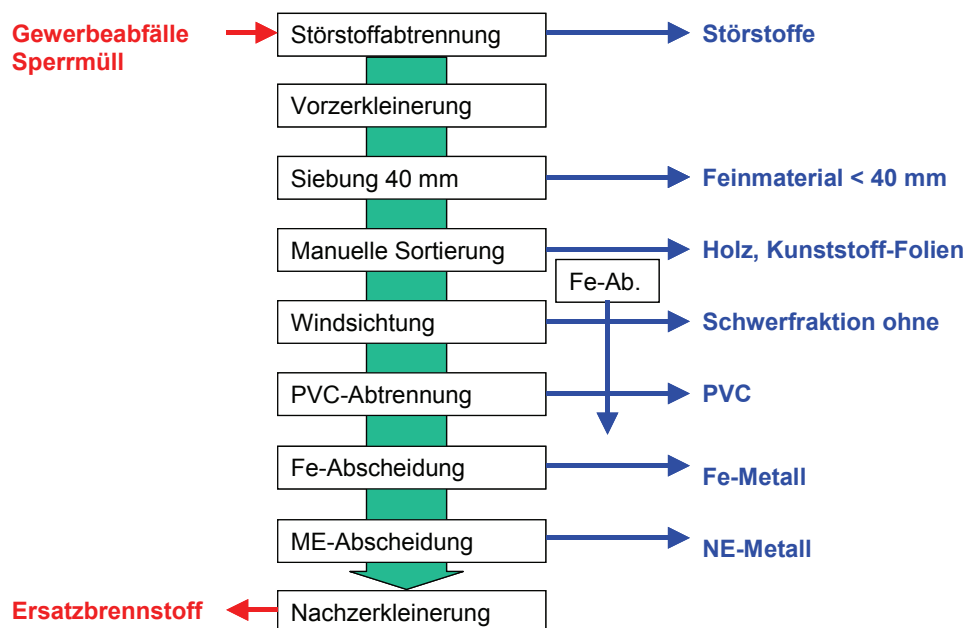 Gewerbeabfälle
Sperrmüll
Störstoffabtrennung
Störstoffe
Vorzerkleinerung
Siebung 40 mm
Feinmaterial < 40 mm
Manuelle Sortierung
Holz, Kunststoff-Folien
Fe-Ab.
Windsichtung
Schwerfraktion ohne
PVC-Abtrennung
PVC
Fe-Abscheidung
Fe-Metall
ME-Abscheidung
NE-Metall
Ersatzbrennstoff
Nachzerkleinerung